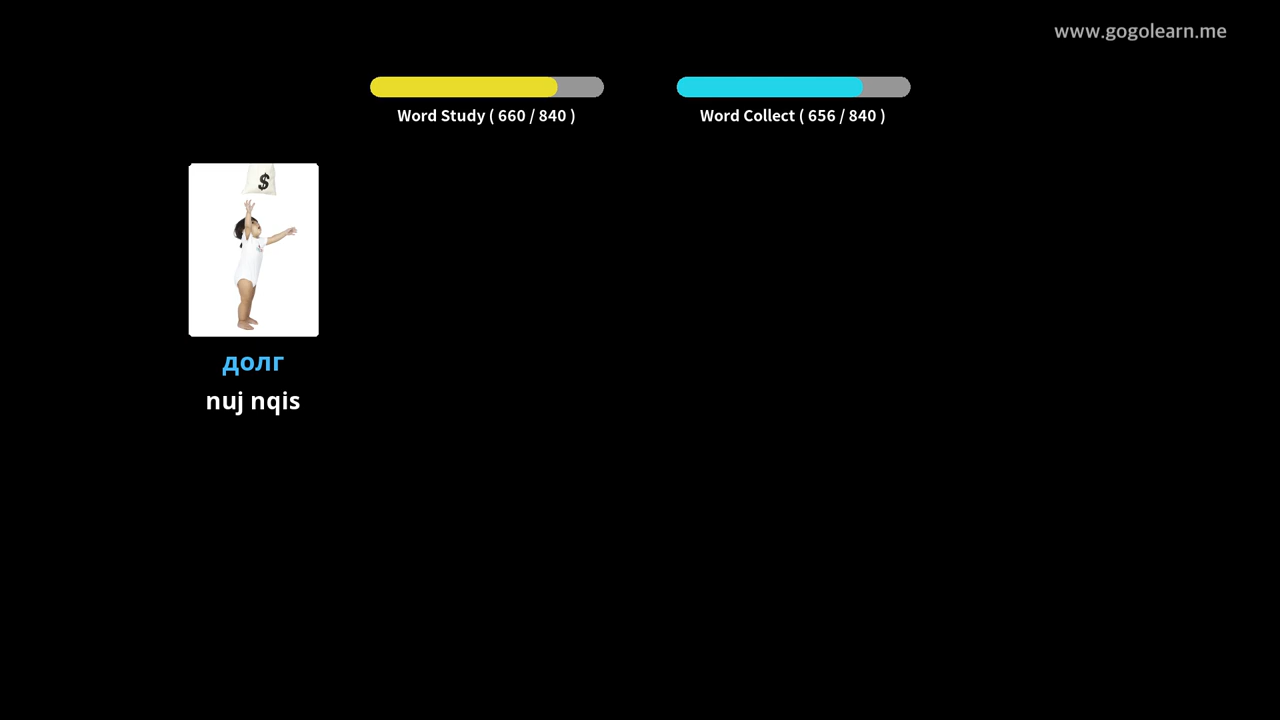 www.gogolearn.me
Word Study ( 660 / 840 )
Word Collect ( 656 / 840 )
$
долг
nuj nqis